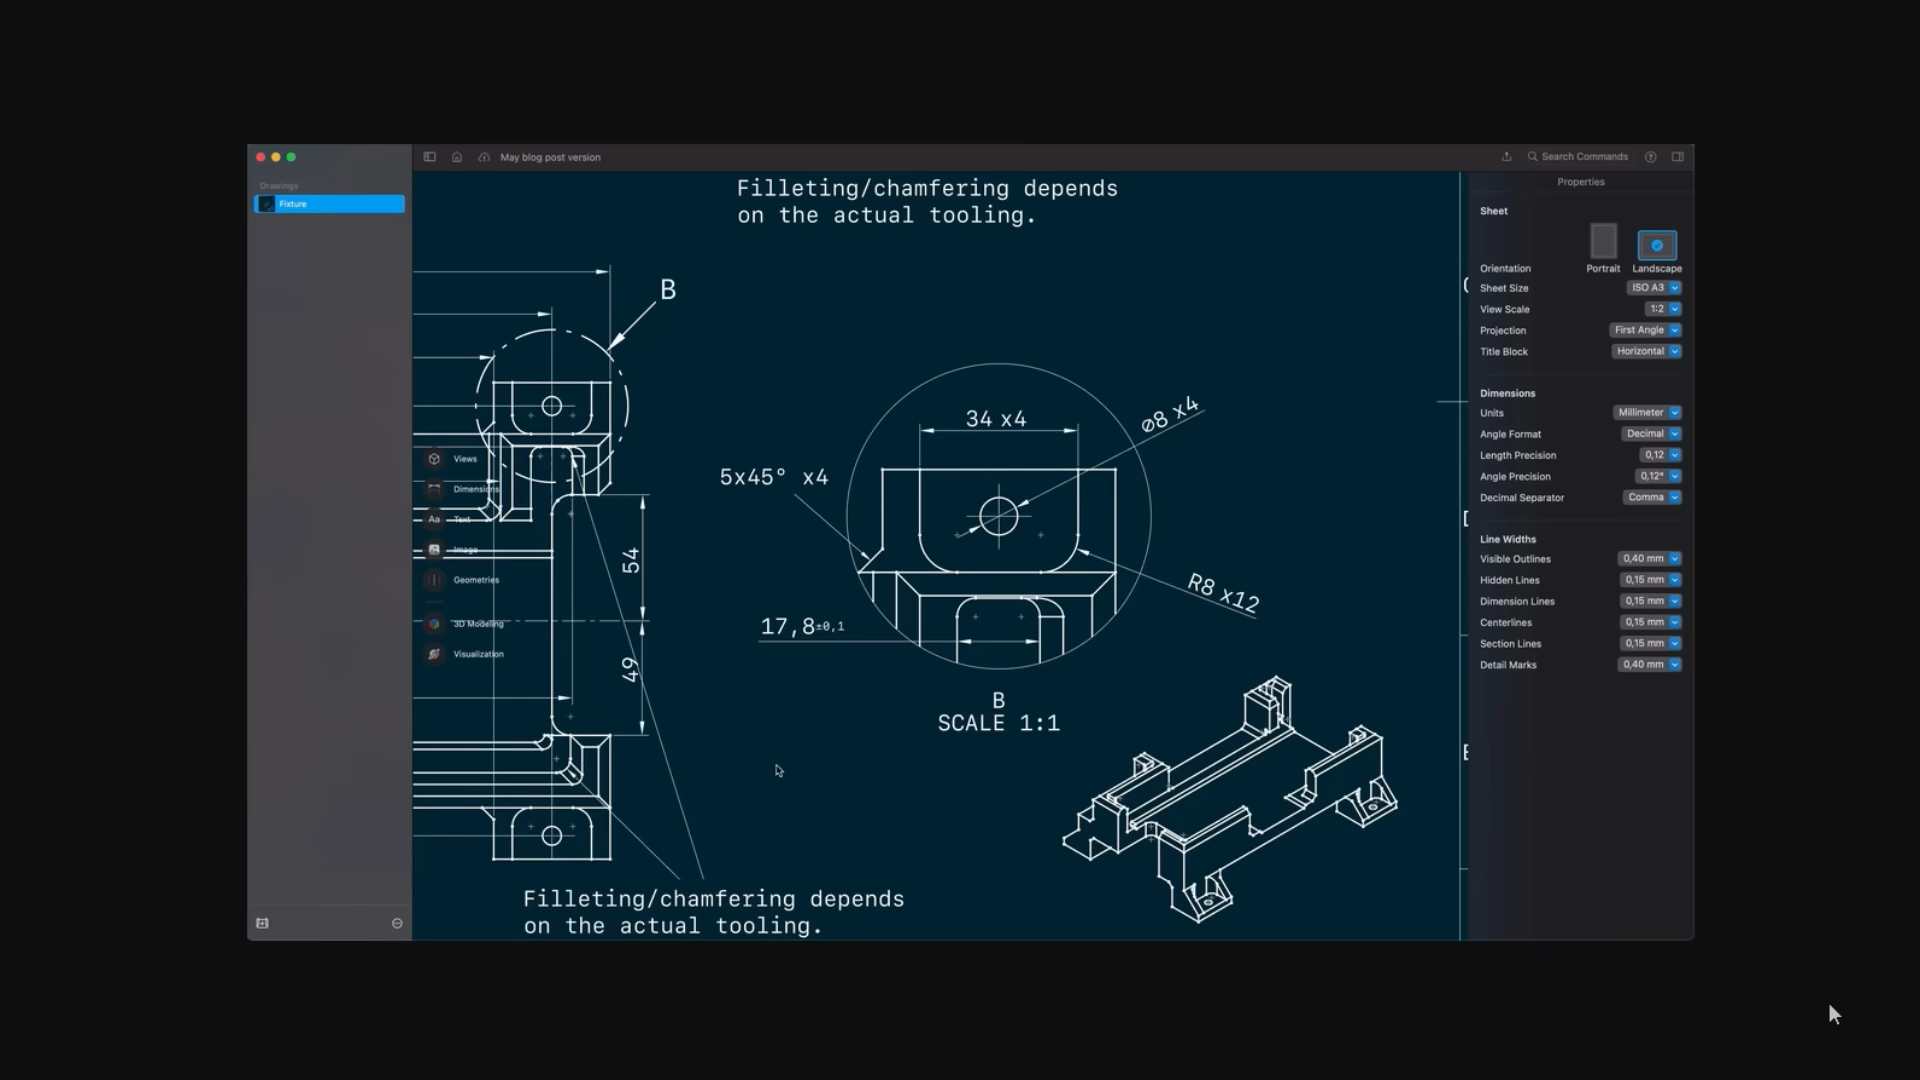 May blog post version
Search Commands
Drawings
Fixture
Filleting/chamfering depends
on the actual tooling.
B
Views
Dimensions
Text
Image
Geometries
3D Modeling
Visualization
54
49
34 x4
⌀8 x4
5x45° x4
R8 x12
17,8±0,1
B
SCALE 1:1
Filleting/chamfering depends
on the actual tooling.
Properties
Sheet
Portrait
Landscape
Orientation
Sheet Size ISO A3
View Scale 1:2
Projection First Angle
Title Block Horizontal
Dimensions
Units Millimeter
Angle Format Decimal
Length Precision 0,12
Angle Precision 0,12°
Decimal Separator Comma
Line Widths
Visible Outlines 0,40 mm
Hidden Lines 0,15 mm
Dimension Lines 0,15 mm
Centerlines 0,15 mm
Section Lines 0,15 mm
Detail Marks 0,40 mm